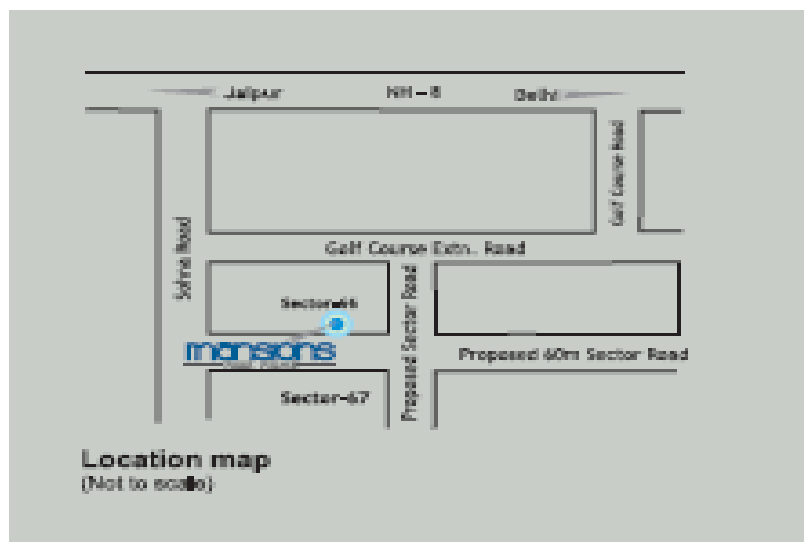 Jaipur NH-8 Delhi
Golf Course Road
Golf Course Extn. Road
Sohna Road
Sector-66
Proposed Sector Road
mansions
Proposed 60m Sector Road
Sector-67
Location map
(Not to scale)